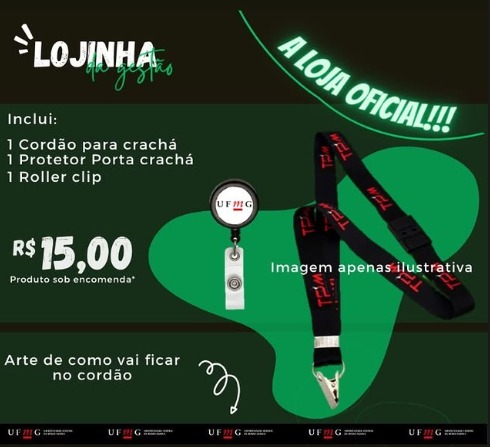 LOJINHA
da gestão
A LOJA OFICIAL!!!
Inclui:
1 Cordão para crachá
1 Protetor Porta crachá
1 Roller clip
R$ 15,00
Produto sob encomenda*
UFmG
Imagem apenas ilustrativa
Arte de como vai ficar
no cordão
UFmG UFmG UFmG UFmG UFmG